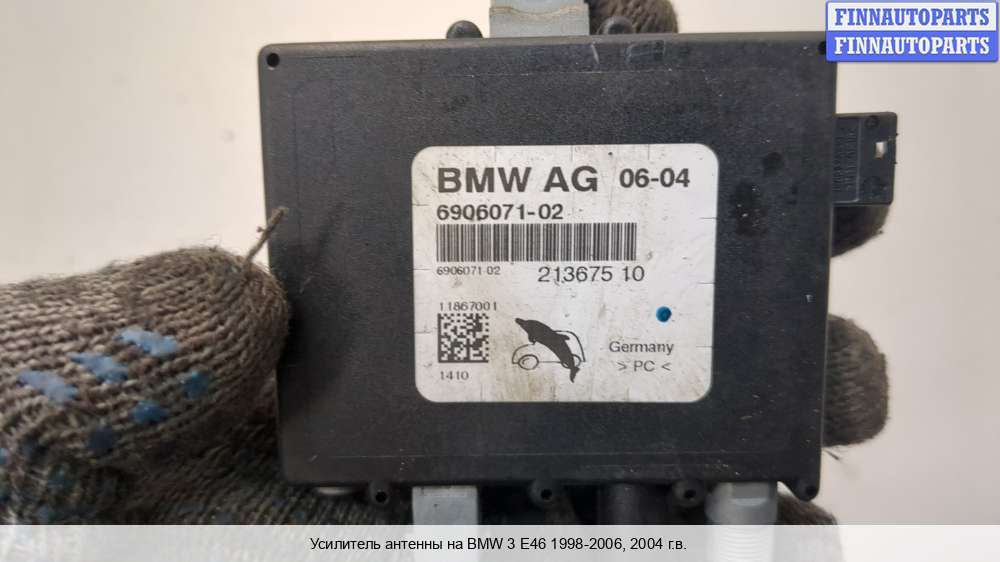 FINNAUTOPARTS
FINNAUTOPARTS
BMW AG 06-04
6906071-02
6906071 02 213675 10
11867001
Germany
> PC <
1410
Усилитель антенны на BMW 3 E46 1998-2006, 2004 г.в.